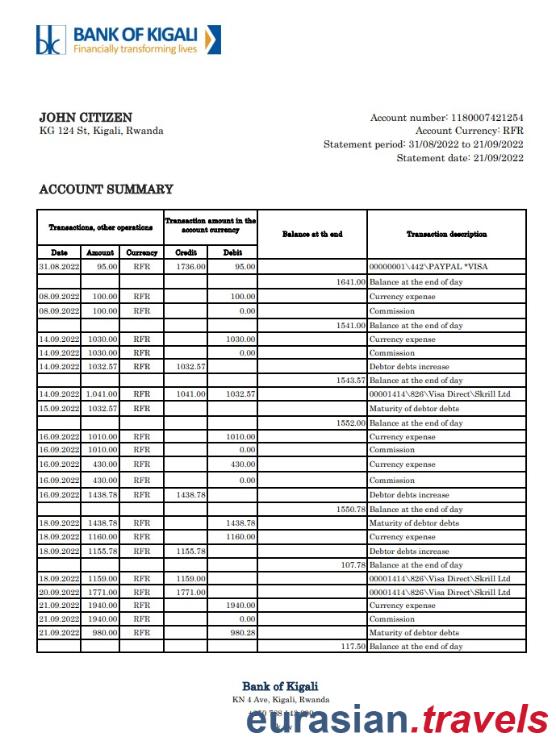 bk BANK OF KIGALI
Financially transforming lives
JOHN CITIZEN
KG 124 St, Kigali, Rwanda
Account number: 1180007421254
Account Currency: RFR
Statement period: 31/08/2022 to 21/09/2022
Statement date: 21/09/2022
ACCOUNT SUMMARY
Transactions, other operations Transaction amount in the account currency Balance at th end Transaction description
Date Amount Currency Credit Debit
31.08.2022 95.00 RFR 1736.00 95.00 00000001\442\PAYPAL *VISA
1641.00 Balance at the end of day
08.09.2022 100.00 RFR 100.00 Currency expense
08.09.2022 100.00 RFR 0.00 Commission
1541.00 Balance at the end of day
14.09.2022 1030.00 RFR 1030.00 Currency expense
14.09.2022 1030.00 RFR 0.00 Commission
14.09.2022 1032.57 RFR 1032.57 Debtor debts increase
1543.57 Balance at the end of day
14.09.2022 1.041.00 RFR 1041.00 1032.57 00001414\826\Visa Direct\Skrill Ltd
15.09.2022 1032.57 RFR Maturity of debtor debts
1552.00 Balance at the end of day
16.09.2022 1010.00 RFR 1010.00 Currency expense
16.09.2022 1010.00 RFR 0.00 Commission
16.09.2022 430.00 RFR 430.00 Currency expense
16.09.2022 430.00 RFR 0.00 Commission
16.09.2022 1438.78 RFR 1438.78 Debtor debts increase
1550.78 Balance at the end of day
18.09.2022 1438.78 RFR 1438.78 Maturity of debtor debts
18.09.2022 1160.00 RFR 1160.00 Currency expense
18.09.2022 1155.78 RFR 1155.78 Debtor debts increase
107.78 Balance at the end of day
18.09.2022 1159.00 RFR 1159.00 00001414\826\Visa Direct\Skrill Ltd
20.09.2022 1771.00 RFR 1771.00 00001414\826\Visa Direct\Skrill Ltd
21.09.2022 1940.00 RFR 1940.00 Currency expense
21.09.2022 1940.00 RFR 0.00 Commission
21.09.2022 980.00 RFR 980.28 Maturity of debtor debts
117.50 Balance at the end of day
Bank of Kigali
KN 4 Ave, Kigali, Rwanda
eurasian.travels